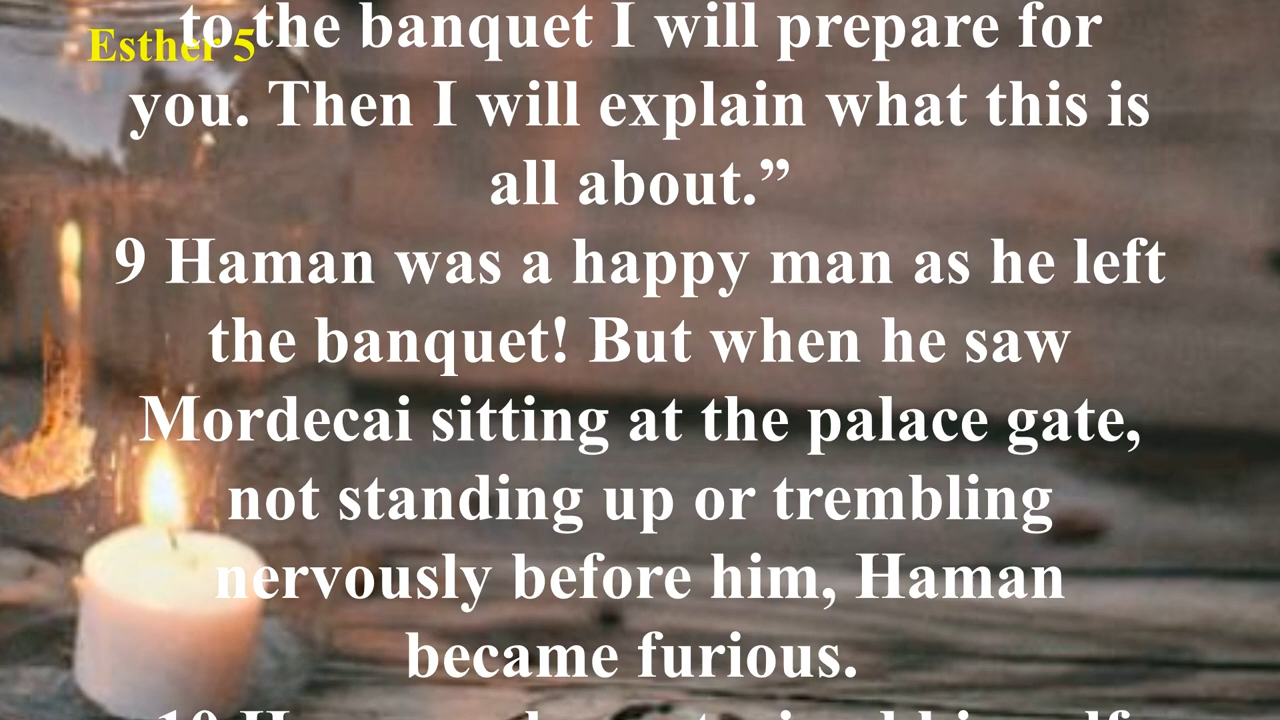 Esther 5
to the banquet I will prepare for
you. Then I will explain what this is
all about.”
9 Haman was a happy man as he left
the banquet! But when he saw
Mordecai sitting at the palace gate,
not standing up or trembling
nervously before him, Haman
became furious.
10 himself